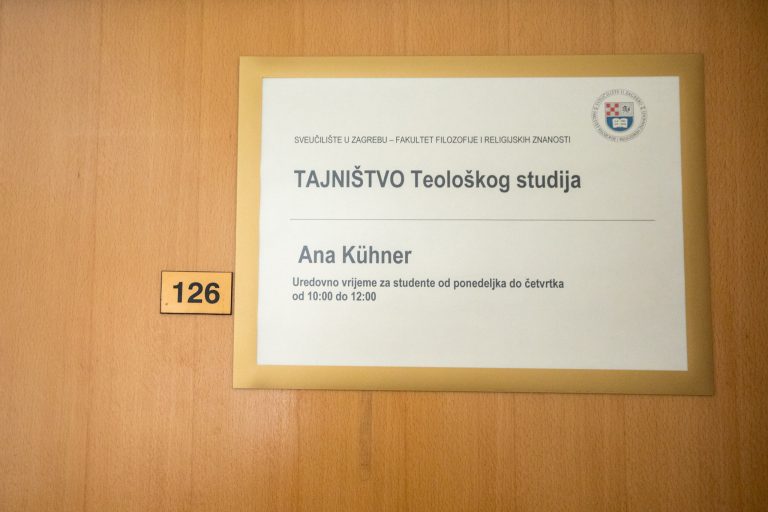 SVEUČILIŠTE U ZAGREBU – FAKULTET FILOZOFIJE I RELIGIJSKIH ZNANOSTI
TAJNIŠTVO Teološkog studija
Ana Kühner
Uredovno vrijeme za studente od ponedeljka do četvrtka
od 10:00 do 12:00
126